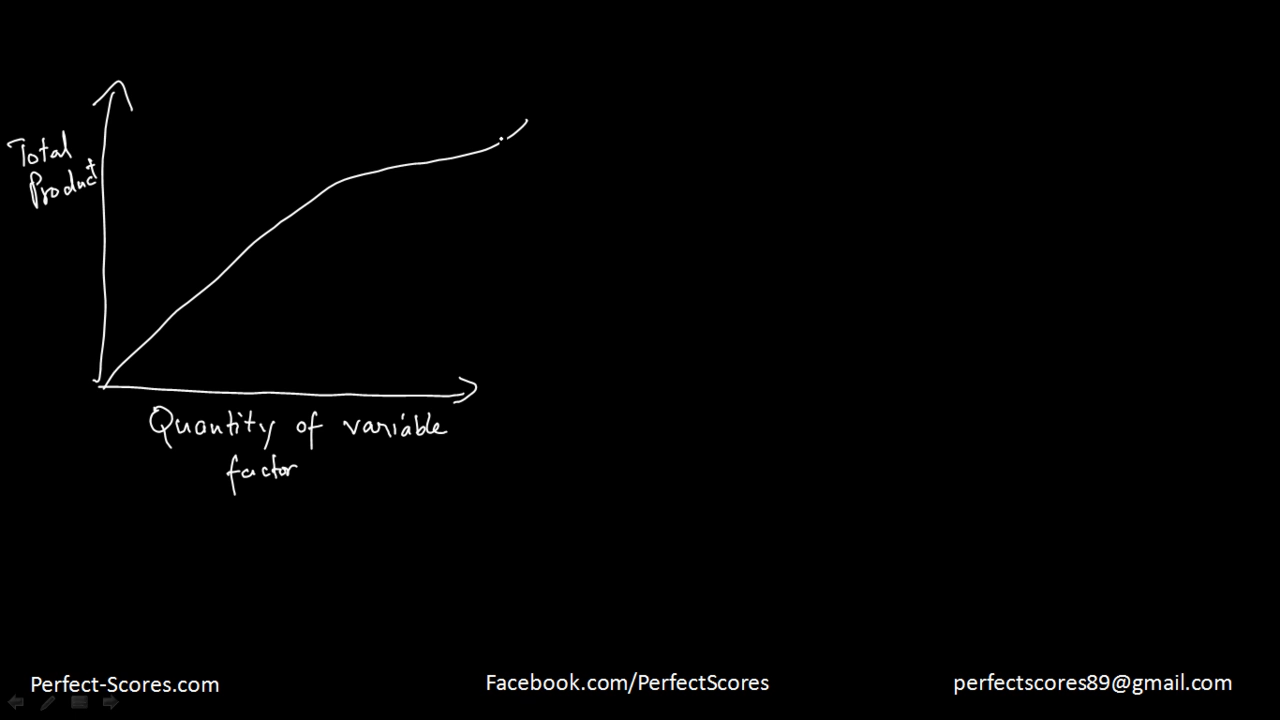 Total
Product
Quantity of variable
factor
Perfect-Scores.com
Facebook.com/PerfectScores
perfectscores89@gmail.com